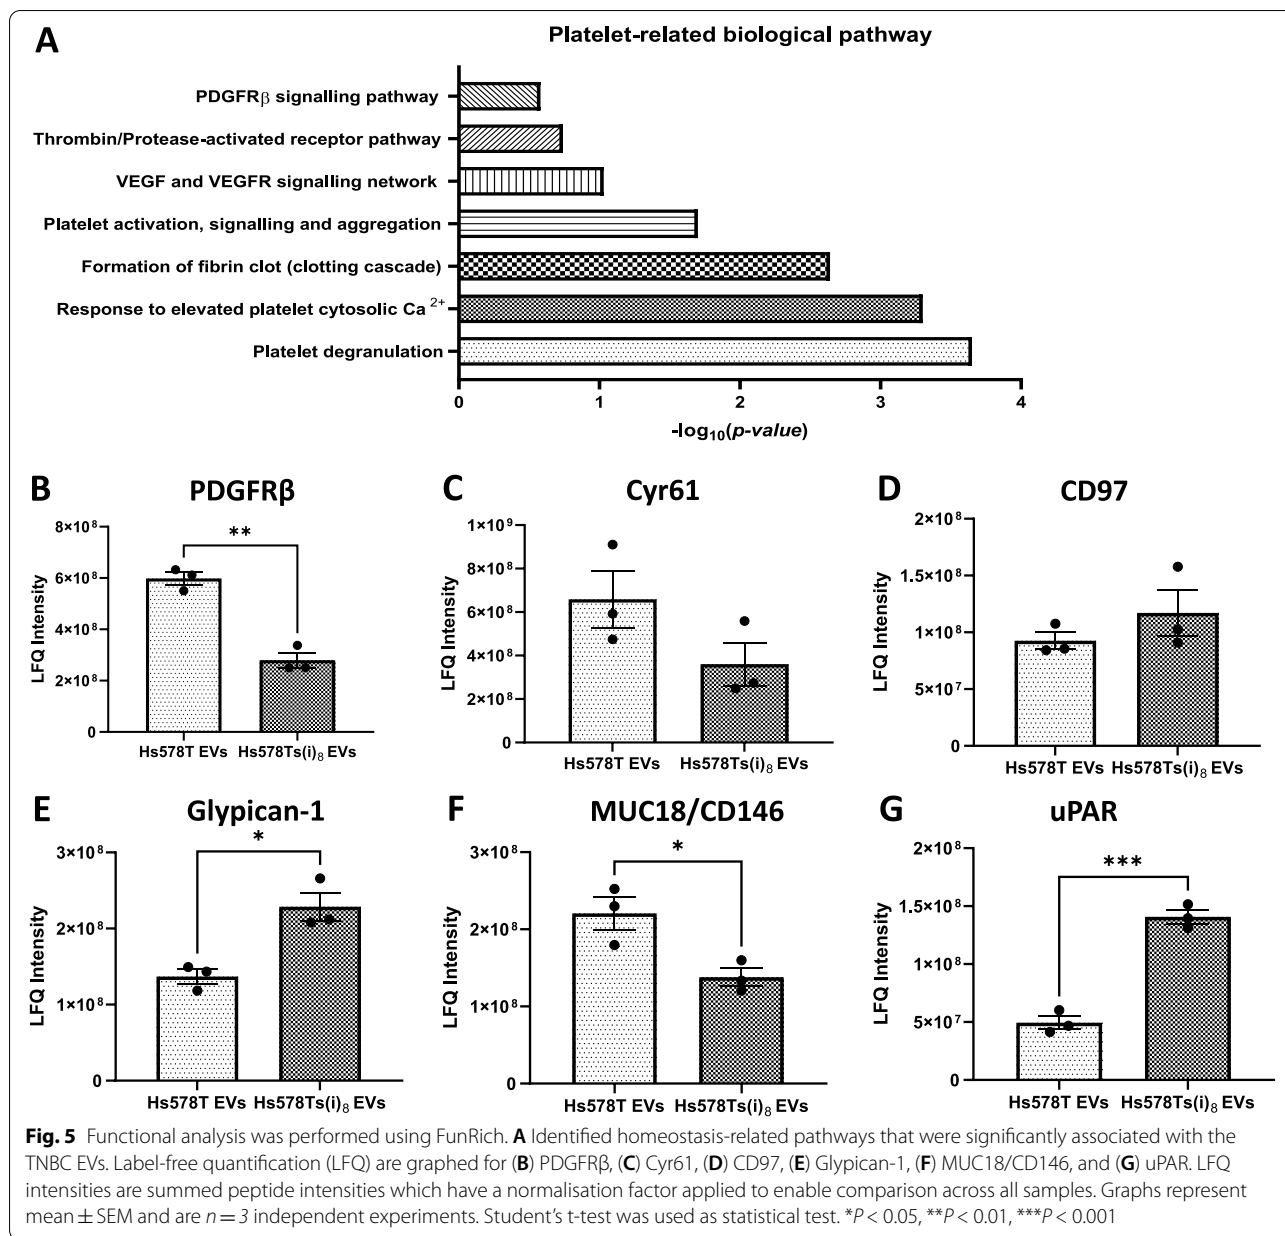 A
Platelet-related biological pathway
PDGFRβ signalling pathway
Thrombin/Protease-activated receptor pathway
VEGF and VEGFR signalling network
Platelet activation, signalling and aggregation
Formation of fibrin clot (clotting cascade)
Response to elevated platelet cytosolic Ca²⁺
Platelet degranulation
0 1 2 3 4
-log₁₀(p-value)
B
PDGFRβ
LFQ Intensity
8×10⁸
6×10⁸
4×10⁸
2×10⁸
0
**
Hs578T EVs Hs578Ts(i)₈ EVs
C
Cyr61
LFQ Intensity
1×10⁹
8×10⁸
6×10⁸
4×10⁸
2×10⁸
0
Hs578T EVs Hs578Ts(i)₈ EVs
D
CD97
LFQ Intensity
2×10⁸
1.5×10⁸
1×10⁸
5×10⁷
0
Hs578T EVs Hs578Ts(i)₈ EVs
E
Glypican-1
LFQ Intensity
3×10⁸
2×10⁸
1×10⁸
0
*
Hs578T EVs Hs578Ts(i)₈ EVs
F
MUC18/CD146
LFQ Intensity
3×10⁸
2×10⁸
1×10⁸
0
*
Hs578T EVs Hs578Ts(i)₈ EVs
G
uPAR
LFQ Intensity
2×10⁸
1.5×10⁸
1×10⁸
5×10⁷
0
***
Hs578T EVs Hs578Ts(i)₈ EVs
Fig. 5 Functional analysis was performed using FunRich. A Identified homeostasis-related pathways that were significantly associated with the
TNBC EVs. Label-free quantification (LFQ) are graphed for (B) PDGFRβ, (C) Cyr61, (D) CD97, (E) Glypican-1, (F) MUC18/CD146, and (G) uPAR. LFQ
intensities are summed peptide intensities which have a normalisation factor applied to enable comparison across all samples. Graphs represent
mean ± SEM and are n = 3 independent experiments. Student's t-test was used as statistical test. *P < 0.05, **P < 0.01, ***P < 0.001